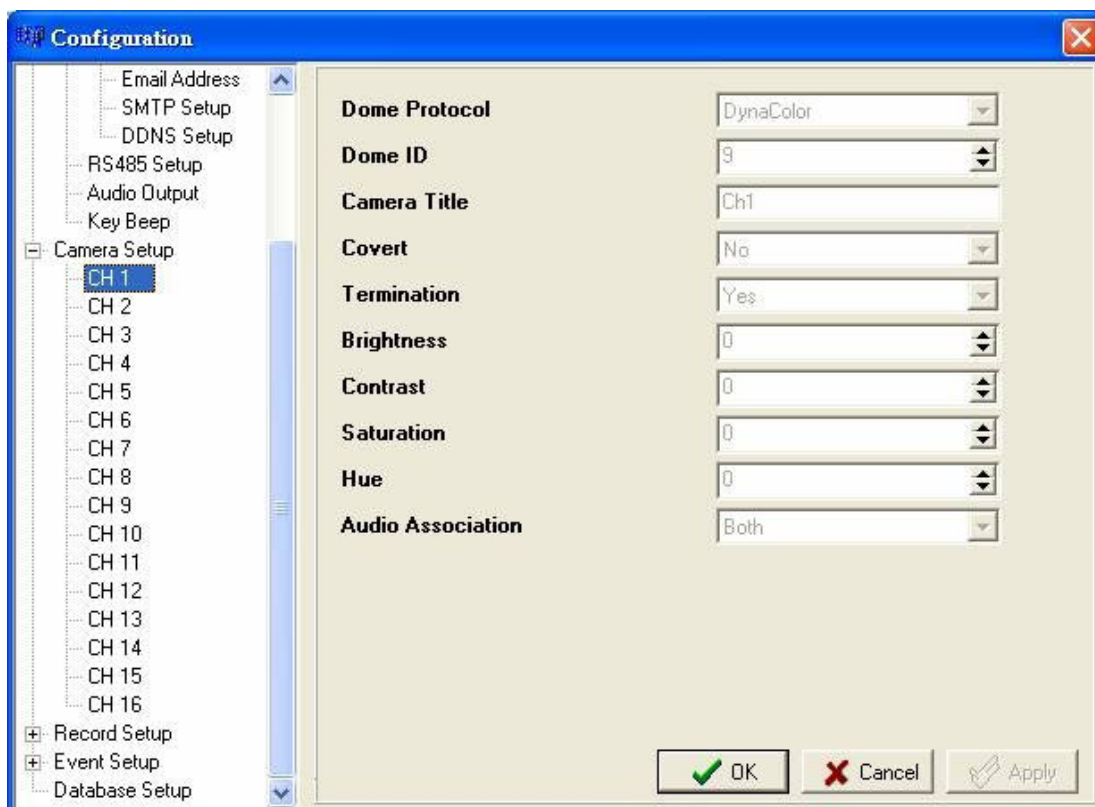 Configuration
Email Address
SMTP Setup
DDNS Setup
RS485 Setup
Audio Output
Key Beep
Camera Setup
CH 1
CH 2
CH 3
CH 4
CH 5
CH 6
CH 7
CH 8
CH 9
CH 10
CH 11
CH 12
CH 13
CH 14
CH 15
CH 16
Record Setup
Event Setup
Database Setup
Dome Protocol DynaColor
Dome ID 9
Camera Title Ch1
Covert No
Termination Yes
Brightness 0
Contrast 0
Saturation 0
Hue 0
Audio Association Both
OK Cancel Apply